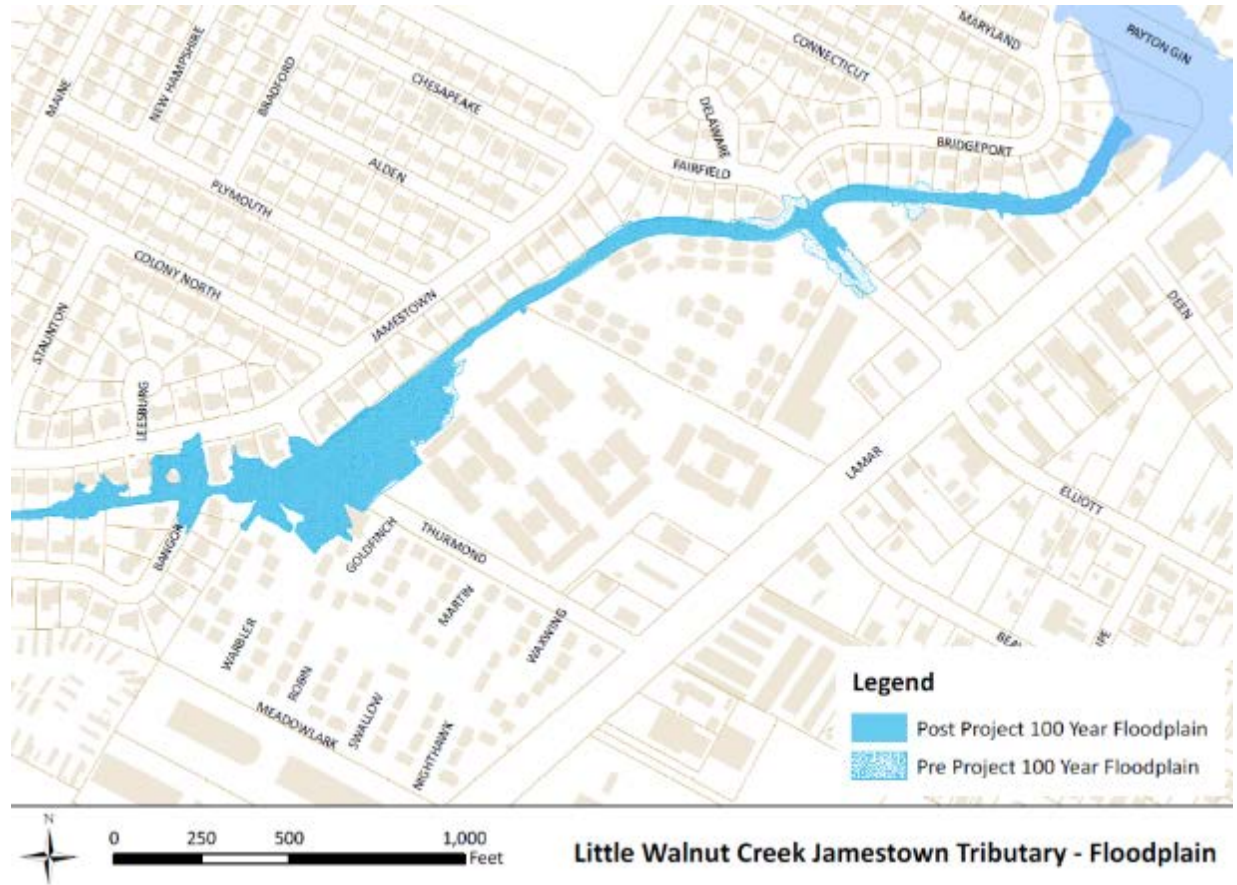 PAYTON GIN
MARYLAND
CONNECTICUT
NEW HAMPSHIRE
MAINE
BRADFORD
CHESAPEAKE
DELAWARE
BRIDGEPORT
ALDEN
FAIRFIELD
PLYMOUTH
COLONY NORTH
STAUNTON
JAMESTOWN
DEEN
LEESBURG
LAMAR
ELLIOTT
BANGOR
GOLDFINCH
THURMOND
MARTIN
WAXWING
WARBLER
ROBIN
SWALLOW
MEADOWLARK
NIGHTHAWK
Legend
Post Project 100 Year Floodplain
Pre Project 100 Year Floodplain
N
0 250 500 1,000
Feet
Little Walnut Creek Jamestown Tributary - Floodplain